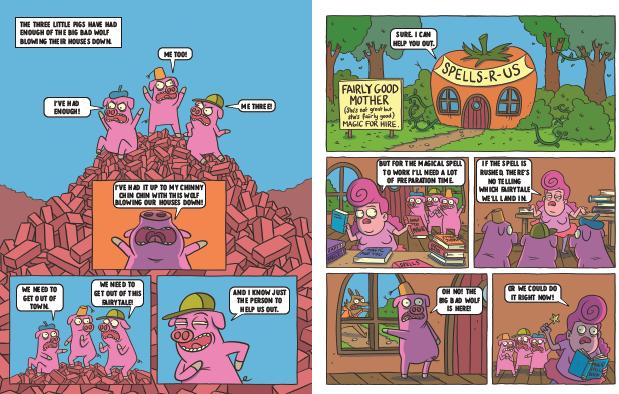 THE THREE LITTLE PIGS HAVE HAD
ENOUGH OF THE BIG BAD WOLF
BLOWING THEIR HOUSES DOWN.
ME TOO!
I'VE HAD
ENOUGH!
ME THREE!
I'VE HAD IT UP TO MY CHINNY
CHIN CHIN WITH THIS WOLF
BLOWING OUR HOUSES DOWN!
WE NEED TO
GET OUT OF
TOWN.
WE NEED TO
GET OUT OF THIS
FAIRYTALE!
AND I KNOW JUST
THE PERSON TO
HELP US OUT.
SURE. I CAN
HELP YOU OUT.
SPELLS-R-US
FAIRLY GOOD
MOTHER
(She's not great but
she's fairly good)
MAGIC FOR HIRE.
BUT FOR THE MAGICAL SPELL
TO WORK I'LL NEED A LOT
OF PREPARATION TIME.
SPELLS
IF THE SPELL IS
RUSHED, THERE'S
NO TELLING
WHICH FAIRYTALE
WE'LL LAND IN.
OH NO! THE
BIG BAD WOLF
IS HERE!
OR WE COULD DO
IT RIGHT NOW!